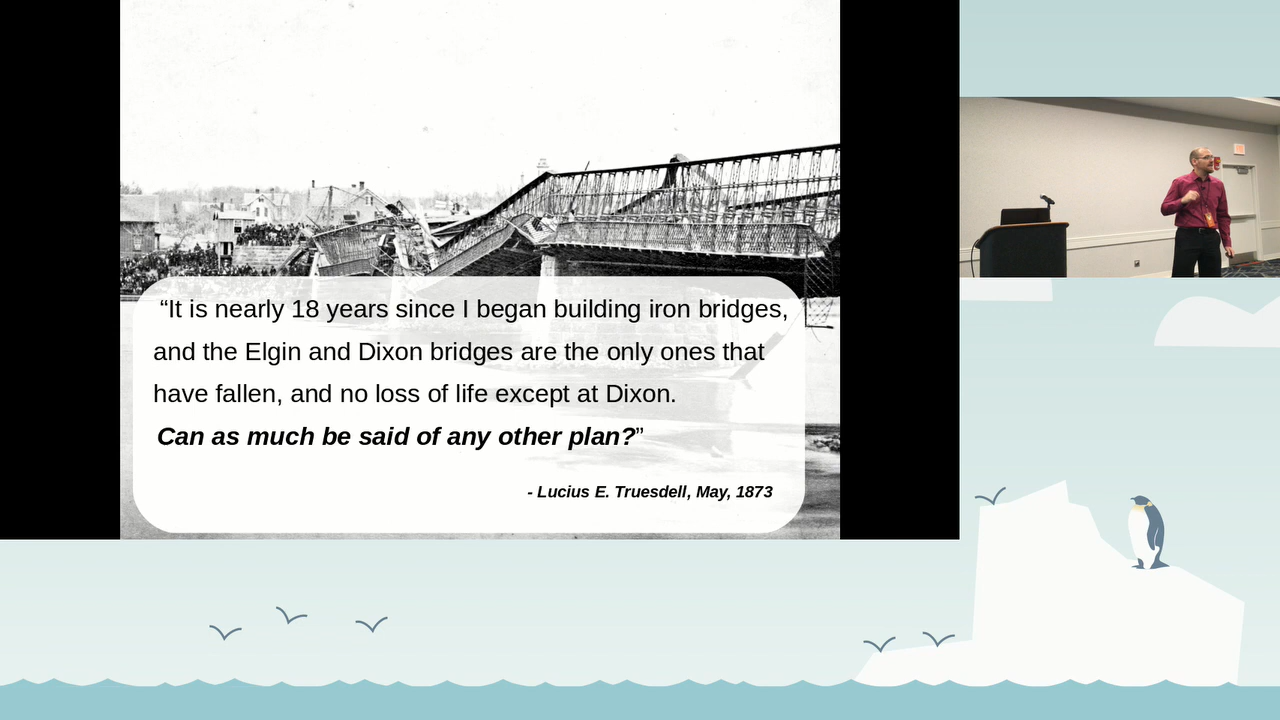 “It is nearly 18 years since I began building iron bridges,
and the Elgin and Dixon bridges are the only ones that
have fallen, and no loss of life except at Dixon.
Can as much be said of any other plan?”
- Lucius E. Truesdell, May, 1873